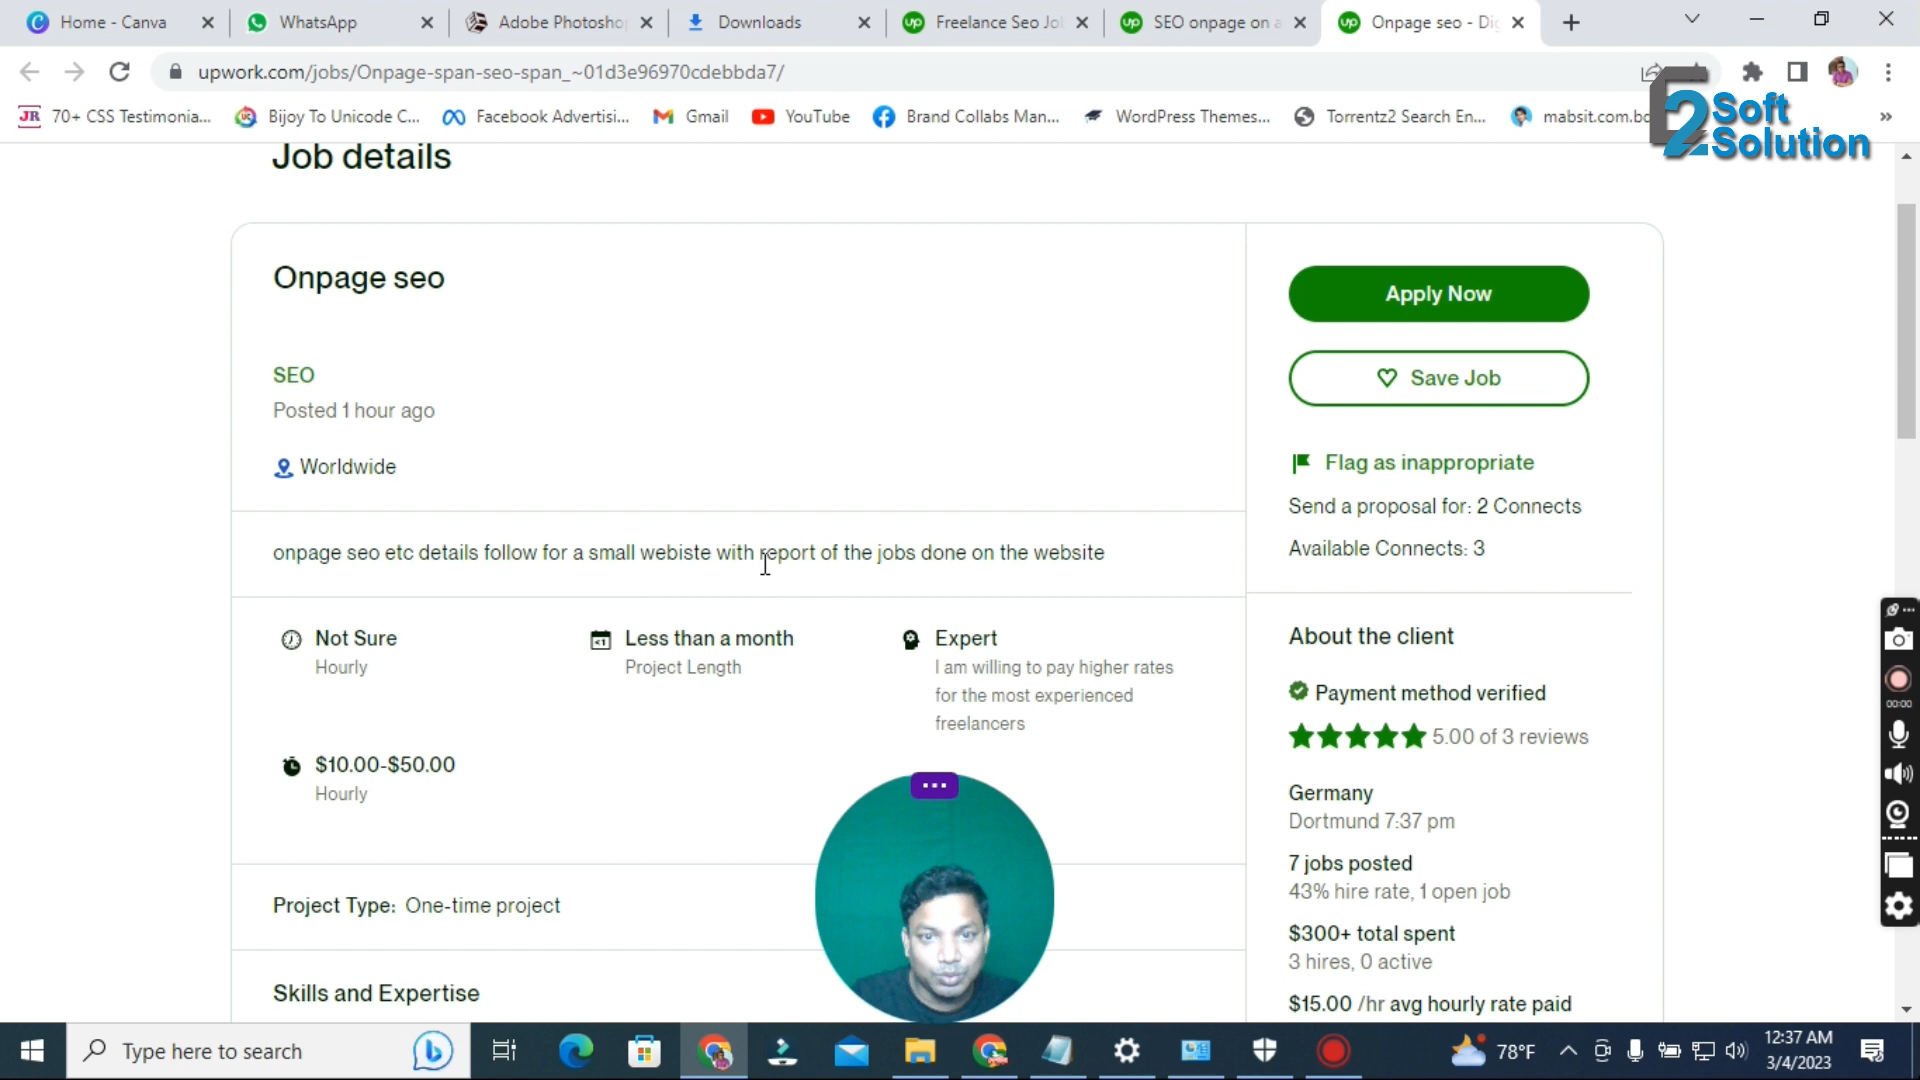 Home - Canva
WhatsApp
Adobe Photosho
Downloads
Freelance Seo Jo
SEO onpage on a
Onpage seo - Dig
upwork.com/jobs/Onpage-span-seo-span_~01d3e96970cdebbda7/
70+ CSS Testimonia...
Bijoy To Unicode C...
Facebook Advertisi...
Gmail
YouTube
Brand Collabs Man...
WordPress Themes...
Torrentz2 Search En...
mabsit.com.bd
2 Soft
Solution
Job details
Onpage seo
SEO
Posted 1 hour ago
Worldwide
onpage seo etc details follow for a small webiste with report of the jobs done on the website
Not Sure
Hourly
Less than a month
Project Length
Expert
I am willing to pay higher rates
for the most experienced
freelancers
$10.00-$50.00
Hourly
Project Type: One-time project
Skills and Expertise
Apply Now
Save Job
Flag as inappropriate
Send a proposal for: 2 Connects
Available Connects: 3
About the client
Payment method verified
5.00 of 3 reviews
Germany
Dortmund 7:37 pm
7 jobs posted
43% hire rate, 1 open job
$300+ total spent
3 hires, 0 active
$15.00 /hr avg hourly rate paid
00:00
Type here to search
78°F
12:37 AM
3/4/2023